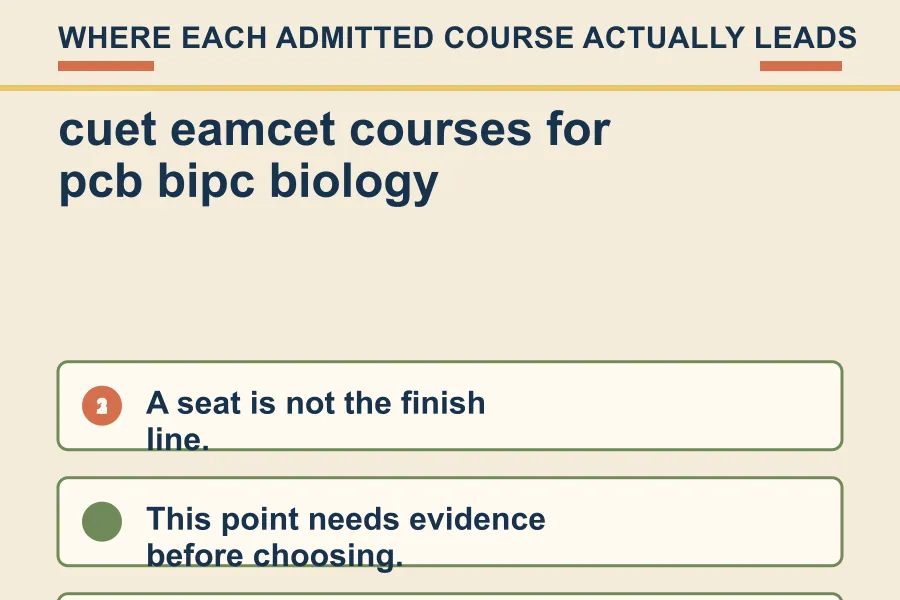 WHERE EACH ADMITTED COURSE ACTUALLY LEADS
cuet eamcet courses for
pcb bipc biology
A seat is not the finish
line.
This point needs evidence
before choosing.